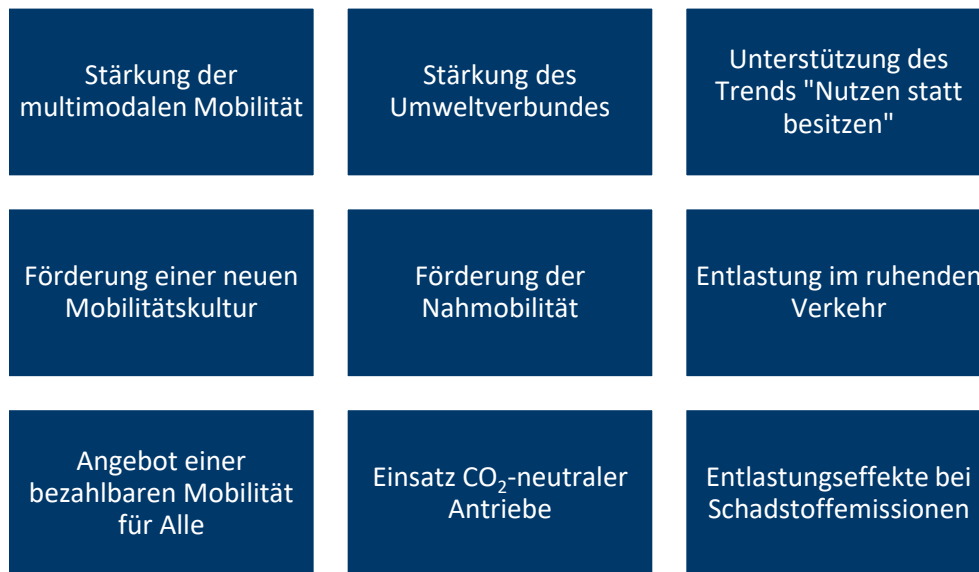 Stärkung der
multimodalen Mobilität
Stärkung des
Umweltverbundes
Unterstützung des
Trends "Nutzen statt
besitzen"
Förderung einer neuen
Mobilitätskultur
Förderung der
Nahmobilität
Entlastung im ruhenden
Verkehr
Angebot einer
bezahlbaren Mobilität
für Alle
Einsatz CO₂-neutraler
Antriebe
Entlastungseffekte bei
Schadstoffemissionen